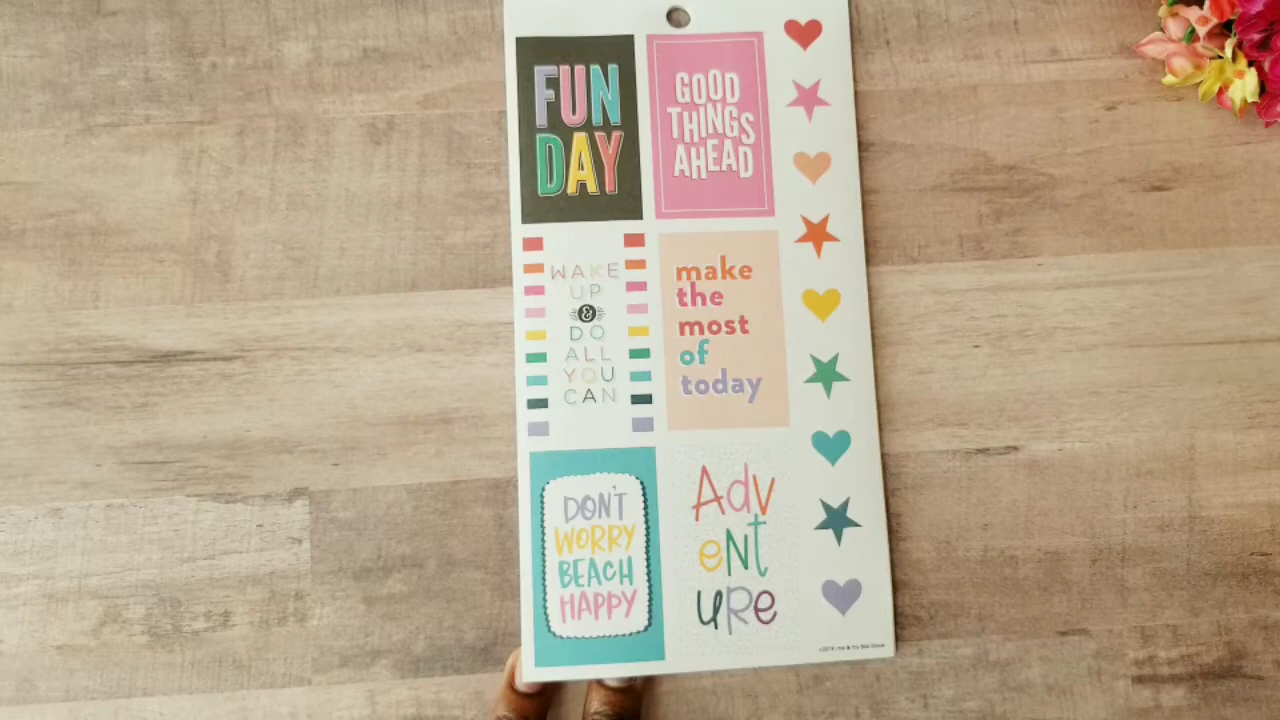 FUN
DAY
GOOD
THINGS
AHEAD
WAKE
UP
&
DO
ALL
YOU
CAN
make
the
most
of
today
DON'T
WORRY
BEACH
HAPPY
Adv
eNt
uRe